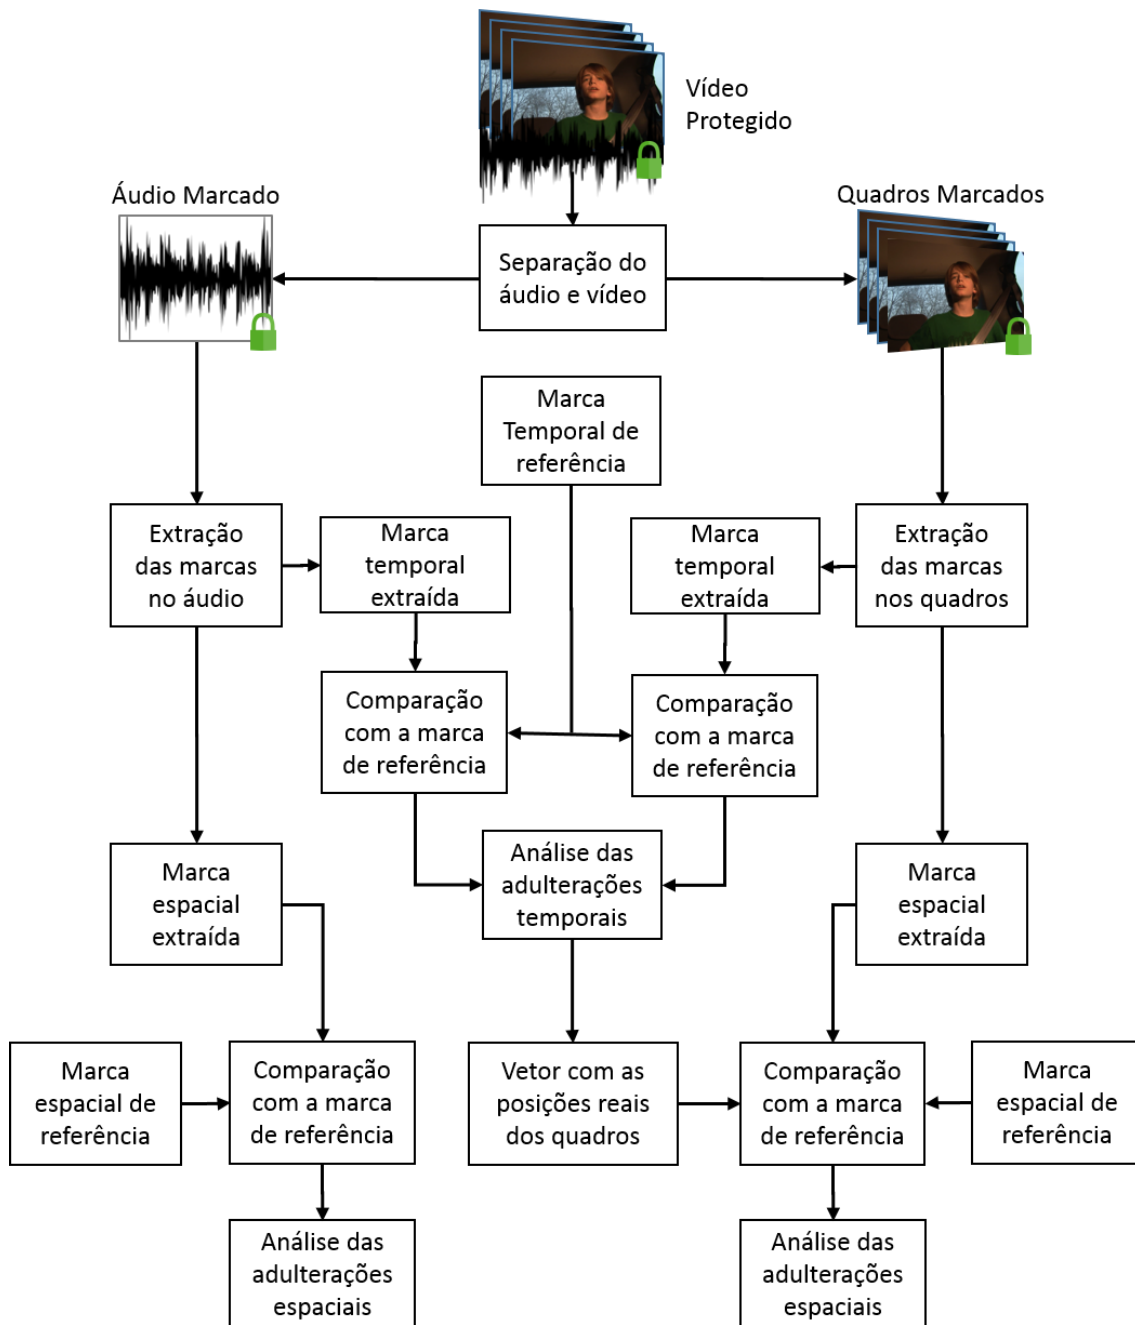 Vídeo
Protegido
Áudio Marcado
Quadros Marcados
Separação do
áudio e vídeo
Marca
Temporal de
referência
Extração
das marcas
no áudio
Marca
temporal
extraída
Marca
temporal
extraída
Extração
das marcas
nos quadros
Comparação
com a marca
de referência
Comparação
com a marca
de referência
Marca
espacial
extraída
Análise das
adulterações
temporais
Marca
espacial
extraída
Marca
espacial de
referência
Comparação
com a marca
de referência
Vetor com as
posições reais
dos quadros
Comparação
com a marca
de referência
Marca
espacial de
referência
Análise das
adulterações
espaciais
Análise das
adulterações
espaciais